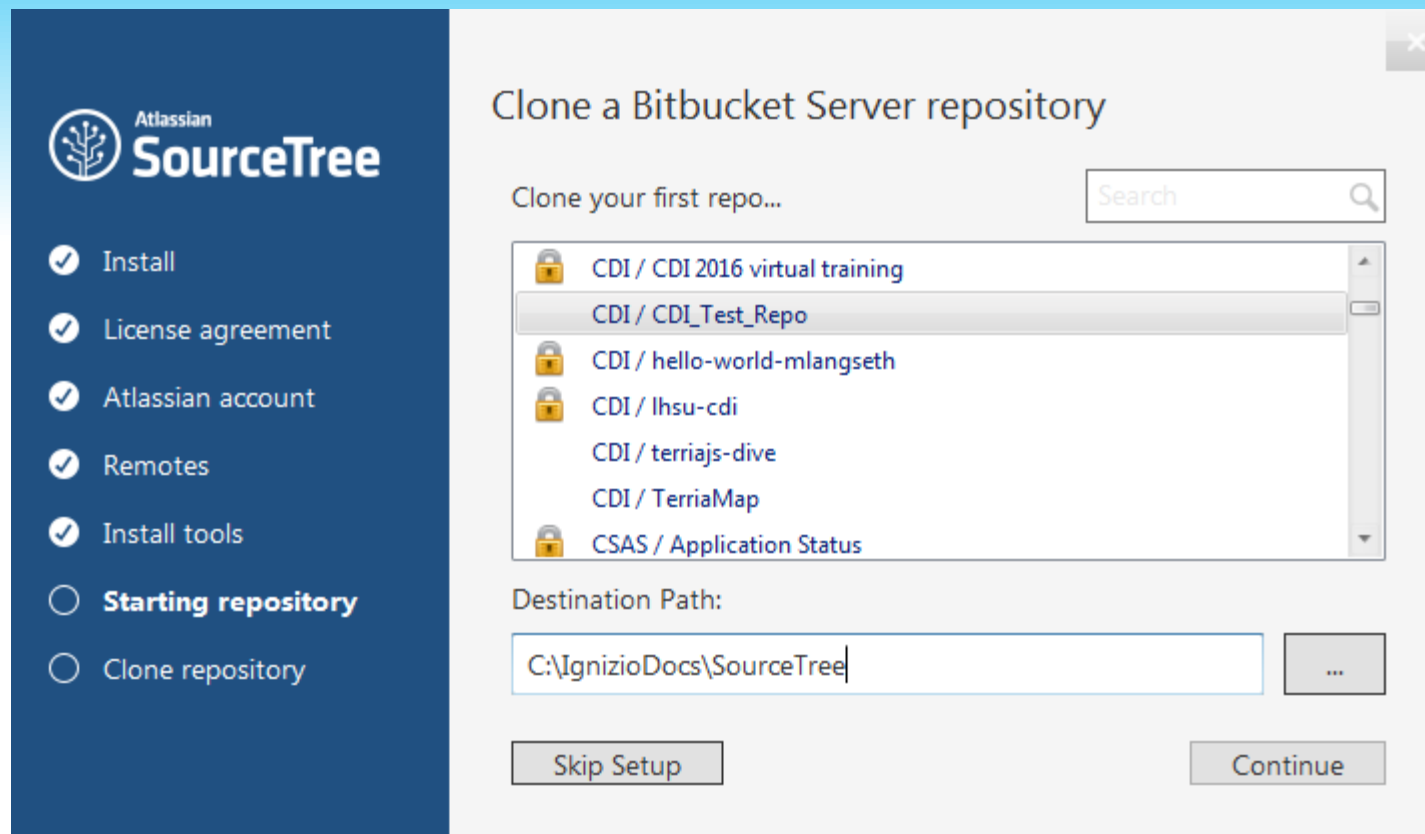 Atlassian
SourceTree
Install
License agreement
Atlassian account
Remotes
Install tools
Starting repository
Clone repository
Clone a Bitbucket Server repository
Clone your first repo...
Search
CDI / CDI 2016 virtual training
CDI / CDI_Test_Repo
CDI / hello-world-mlangseth
CDI / lhsu-cdi
CDI / terriajs-dive
CDI / TerriaMap
CSAS / Application Status
Destination Path:
C:\IgnizioDocs\SourceTree
...
Skip Setup
Continue